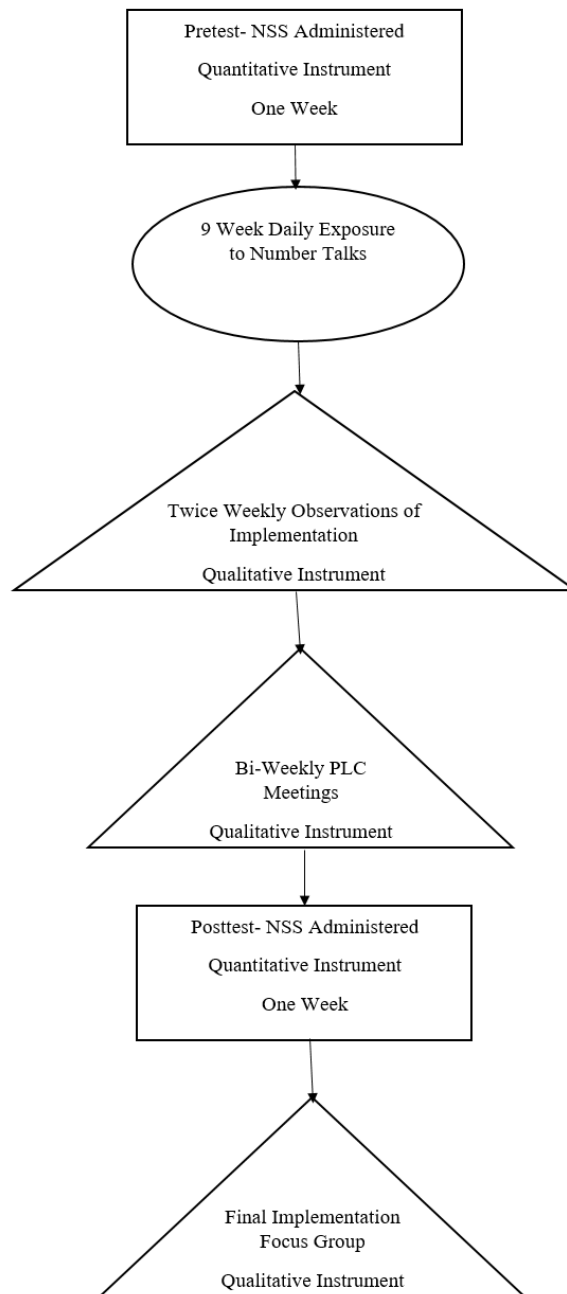 Pretest- NSS Administered
Quantitative Instrument
One Week
9 Week Daily Exposure
to Number Talks
Twice Weekly Observations of
Implementation
Qualitative Instrument
Bi-Weekly PLC
Meetings
Qualitative Instrument
Posttest- NSS Administered
Quantitative Instrument
One Week
Final Implementation
Focus Group
Qualitative Instrument